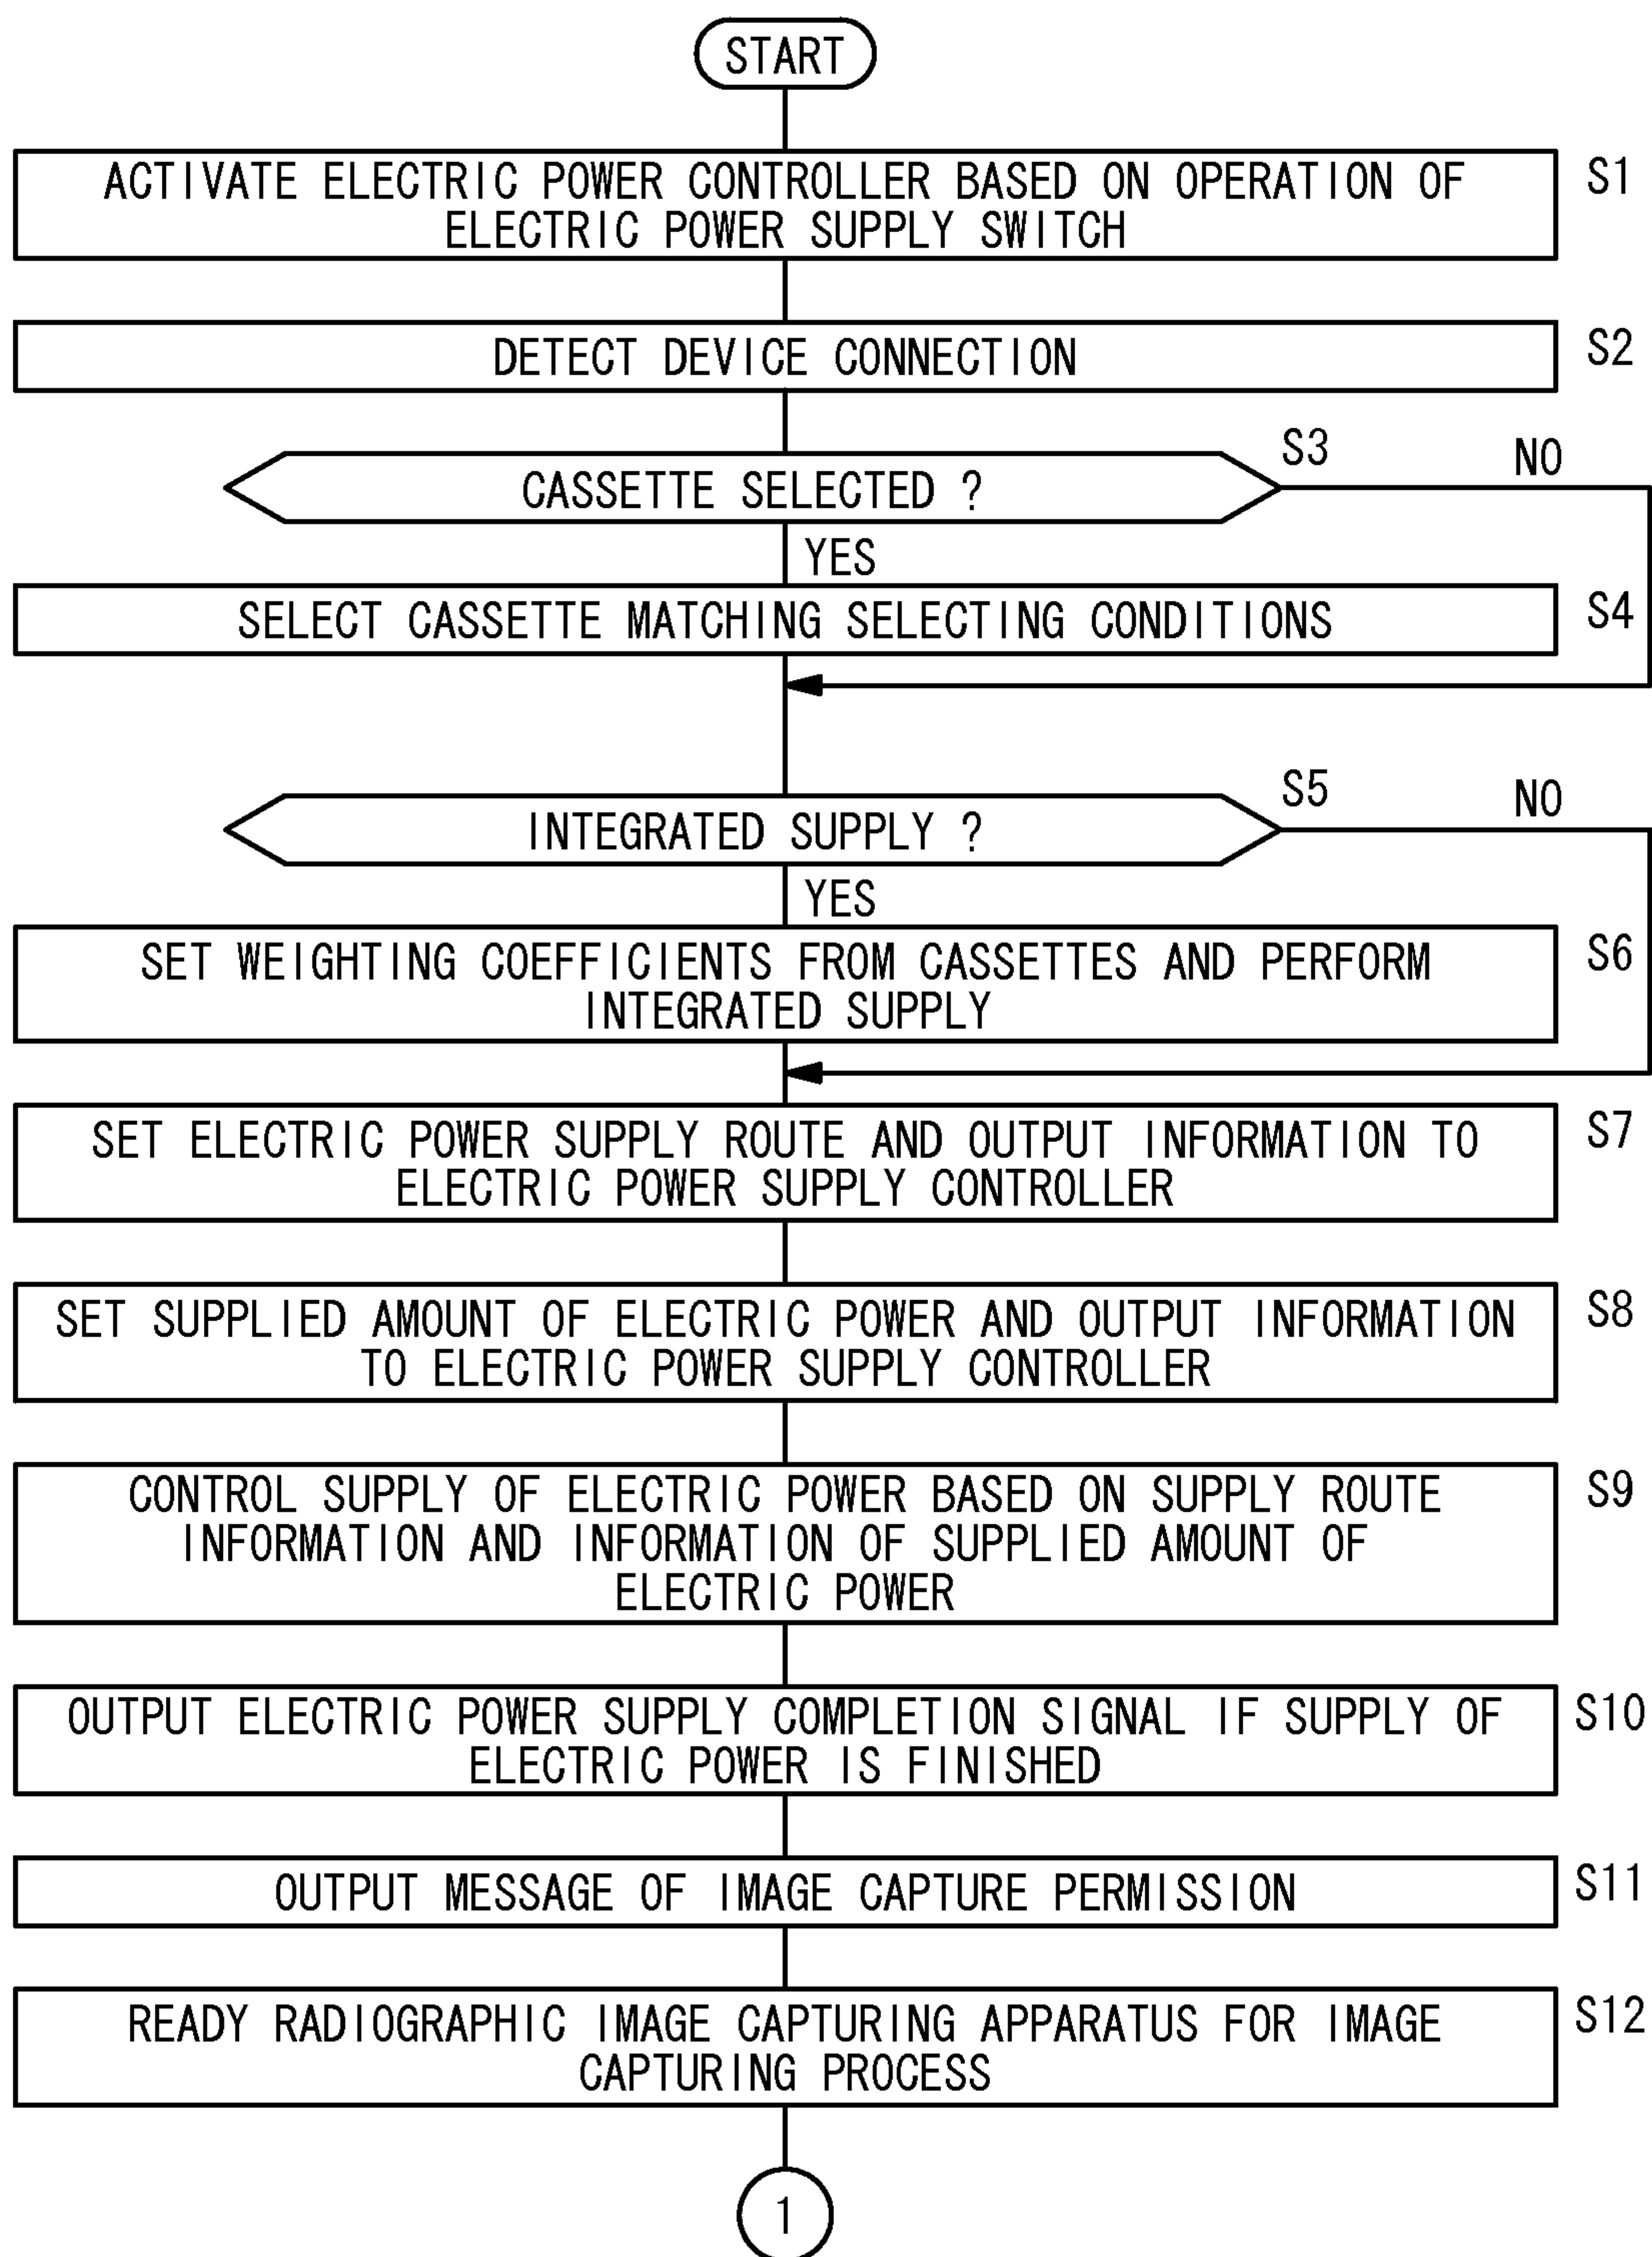 START
ACTIVATE ELECTRIC POWER CONTROLLER BASED ON OPERATION OF
ELECTRIC POWER SUPPLY SWITCH
S1
DETECT DEVICE CONNECTION
S2
CASSETTE SELECTED ?
S3
NO
YES
SELECT CASSETTE MATCHING SELECTING CONDITIONS
S4
INTEGRATED SUPPLY ?
S5
NO
YES
SET WEIGHTING COEFFICIENTS FROM CASSETTES AND PERFORM
INTEGRATED SUPPLY
S6
SET ELECTRIC POWER SUPPLY ROUTE AND OUTPUT INFORMATION TO
ELECTRIC POWER SUPPLY CONTROLLER
S7
SET SUPPLIED AMOUNT OF ELECTRIC POWER AND OUTPUT INFORMATION
TO ELECTRIC POWER SUPPLY CONTROLLER
S8
CONTROL SUPPLY OF ELECTRIC POWER BASED ON SUPPLY ROUTE
INFORMATION AND INFORMATION OF SUPPLIED AMOUNT OF
ELECTRIC POWER
S9
OUTPUT ELECTRIC POWER SUPPLY COMPLETION SIGNAL IF SUPPLY OF
ELECTRIC POWER IS FINISHED
S10
OUTPUT MESSAGE OF IMAGE CAPTURE PERMISSION
S11
READY RADIOGRAPHIC IMAGE CAPTURING APPARATUS FOR IMAGE
CAPTURING PROCESS
S12
1